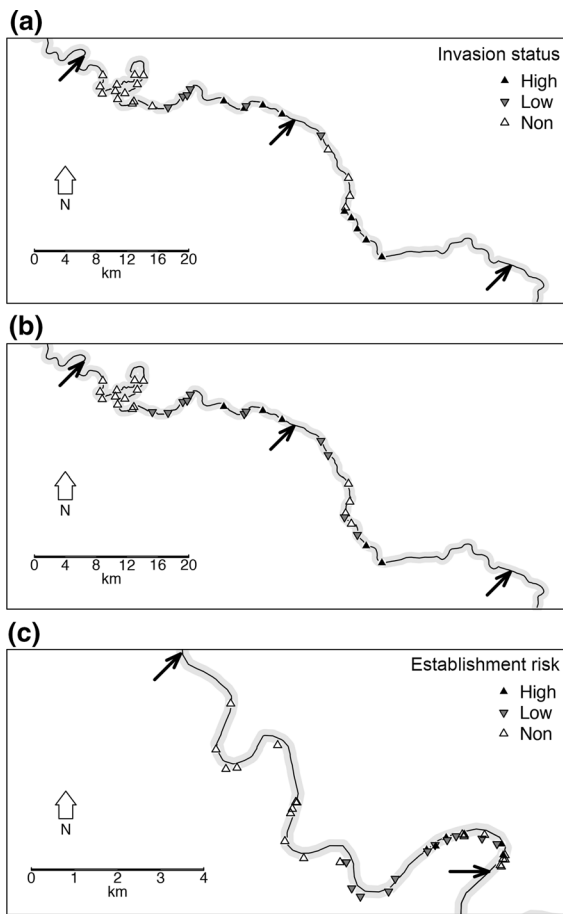 (a)
Invasion status
High
Low
Non
N
0 4 8 12 16 20
km
(b)
N
0 4 8 12 16 20
km
(c)
Establishment risk
High
Low
Non
N
0 1 2 3 4
km